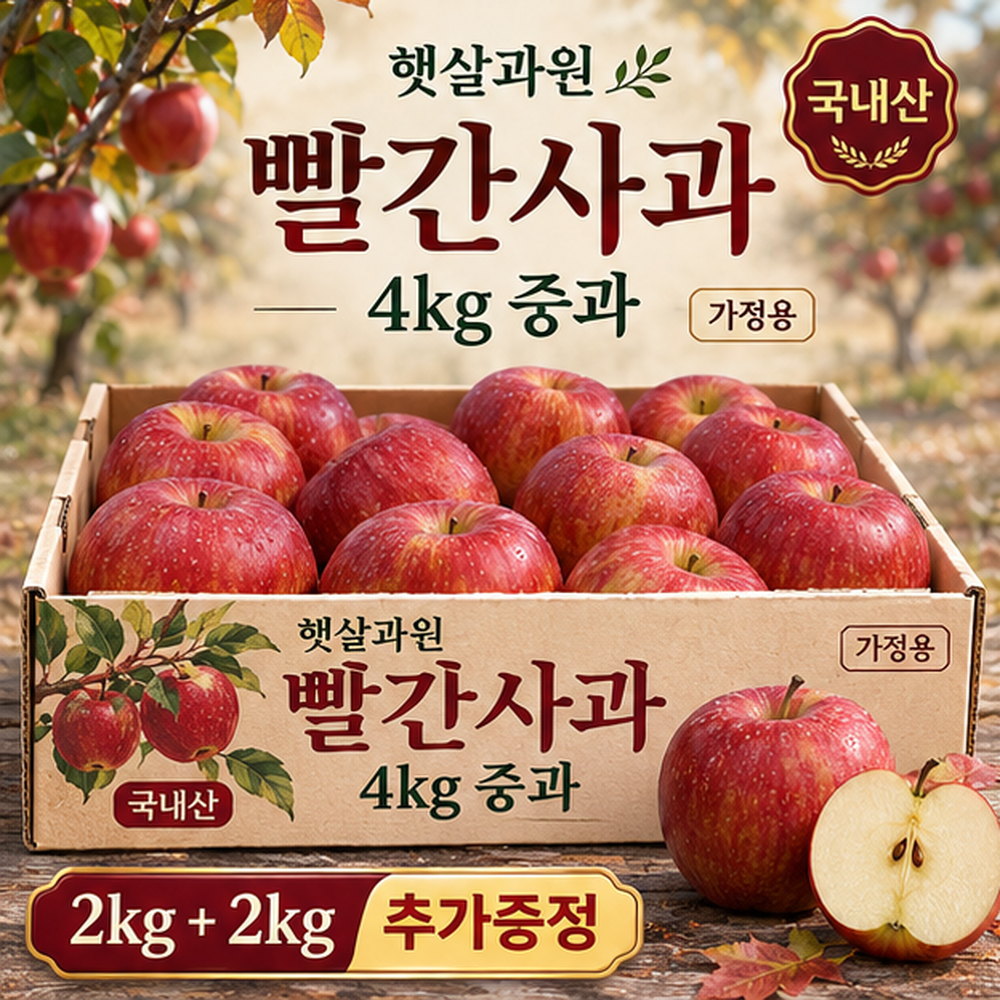 햇살과원
국내산
빨간사과
4kg 중과
가정용
햇살과원
가정용
빨간사과
4kg 중과
국내산
2kg + 2kg 추가증정